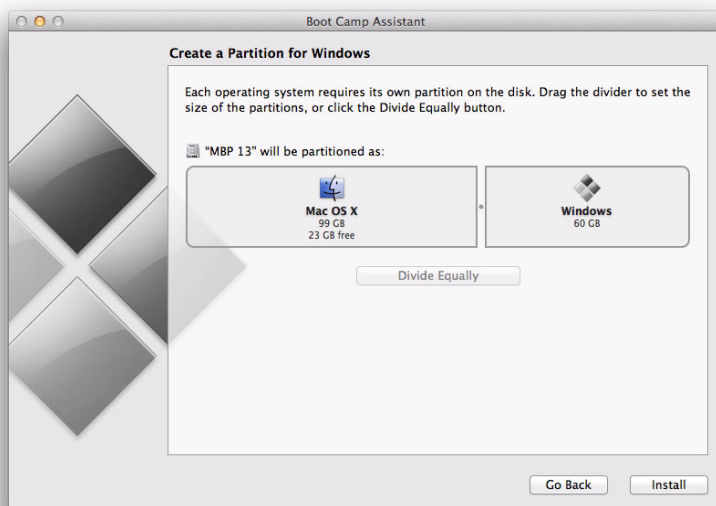 Boot Camp Assistant
Create a Partition for Windows
Each operating system requires its own partition on the disk. Drag the divider to set the
size of the partitions, or click the Divide Equally button.
"MBP 13" will be partitioned as:
Mac OS X
99 GB
23 GB free
Windows
60 GB
Divide Equally
Go Back
Install